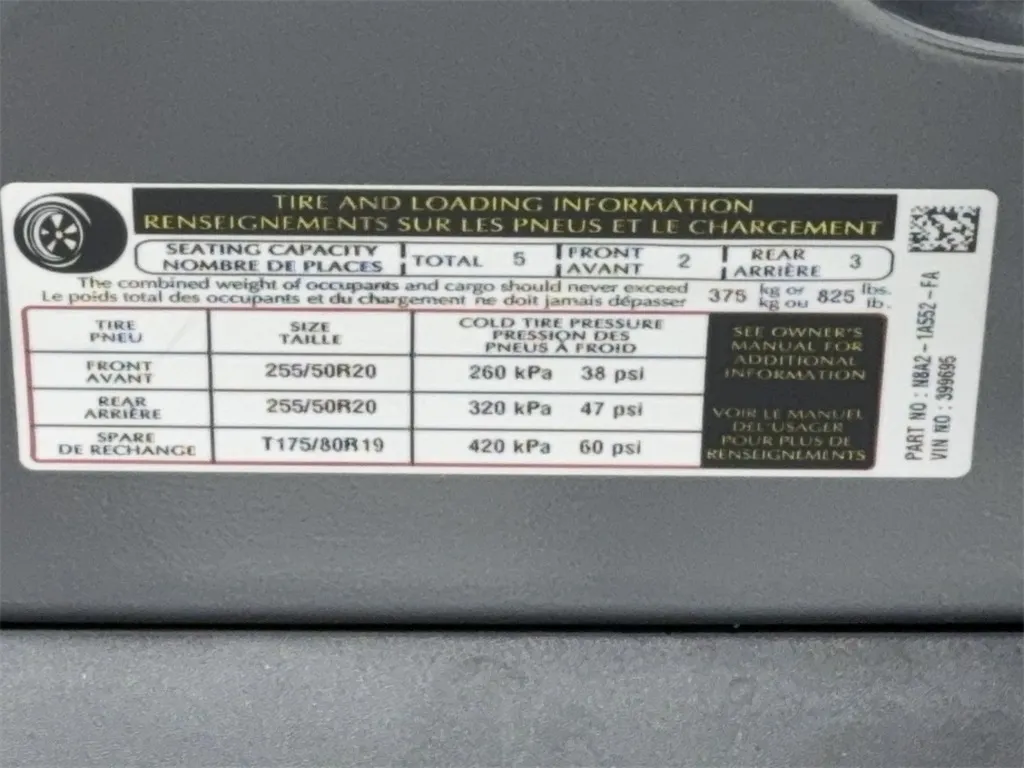 TIRE AND LOADING INFORMATION
RENSEIGNEMENTS SUR LES PNEUS ET LE CHARGEMENT
SEATING CAPACITY
NOMBRE DE PLACES
TOTAL 5
FRONT
AVANT
2
REAR
ARRIÈRE
3
The combined weight of occupants and cargo should never exceed
Le poids total des occupants et du chargement ne doit jamais dépasser
375 kg or 825 lbs.
kg ou lb.
TIRE
PNEU
SIZE
TAILLE
COLD TIRE PRESSURE
PRESSION DES
PNEUS À FROID
FRONT
AVANT
255/50R20
260 kPa 38 psi
REAR
ARRIÈRE
255/50R20
320 kPa 47 psi
SPARE
DE RECHANGE
T175/80R19
420 kPa 60 psi
SEE OWNER'S
MANUAL FOR
ADDITIONAL
INFORMATION
VOIR LE MANUEL
DE L'USAGER
POUR PLUS DE
RENSEIGNEMENTS
PART NO : N8A2-1A552-FA
VIN NO : 399695